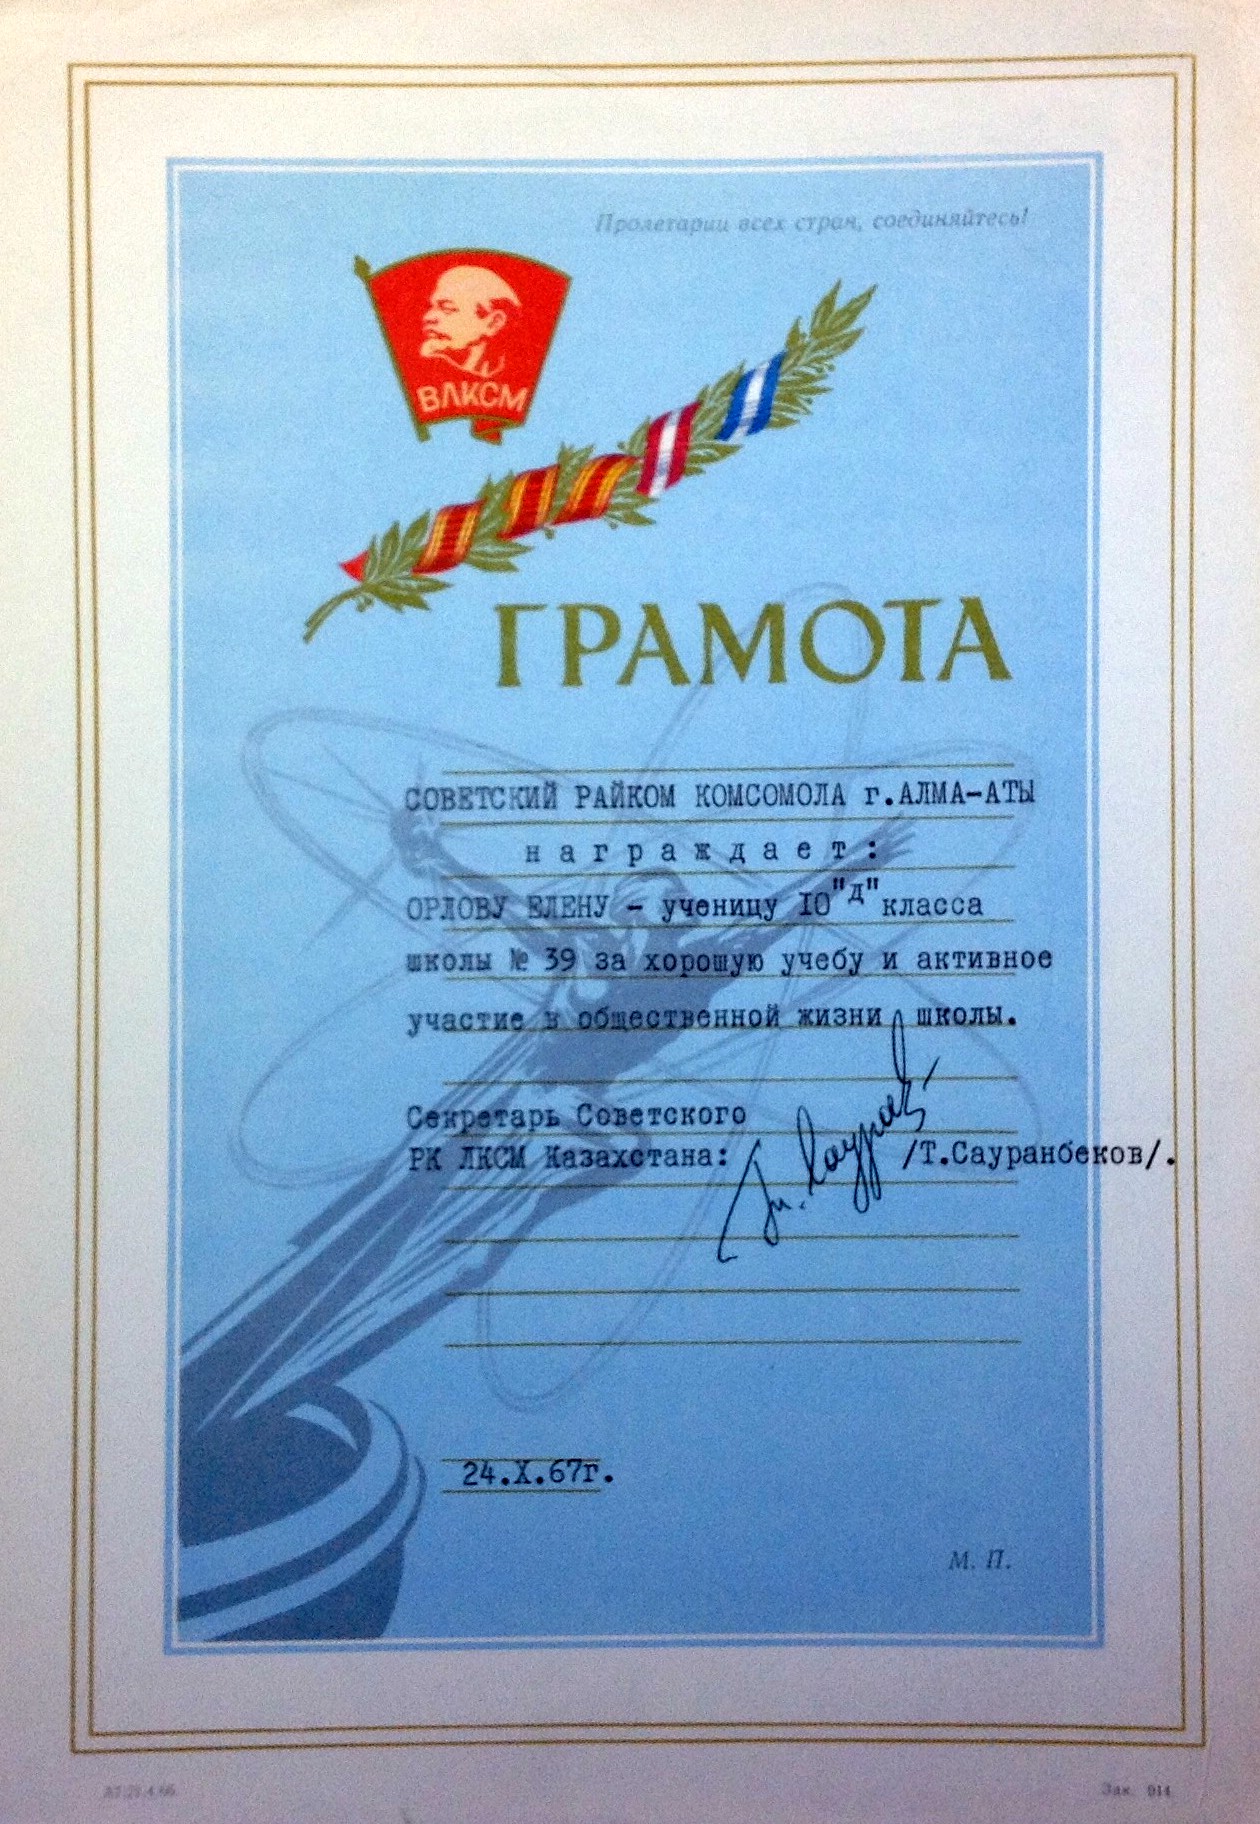 Пролетарии всех стран, соединяйтесь!
ВЛКСМ
ГРАМОТА
СОВЕТСКИЙ РАЙКОМ КОМСОМОЛА г.АЛМА-АТЫ
награждает:
ОРЛОВУ ЕЛЕНУ - ученицу 10"Д" класса
школы № 39 за хорошую учебу и активное
участие в общественной жизни школы.
Секретарь Советского
РК ЛКСМ Казахстана: /Т.Сауранбеков/.
24.X.67г.
М. П.
Зак. 914